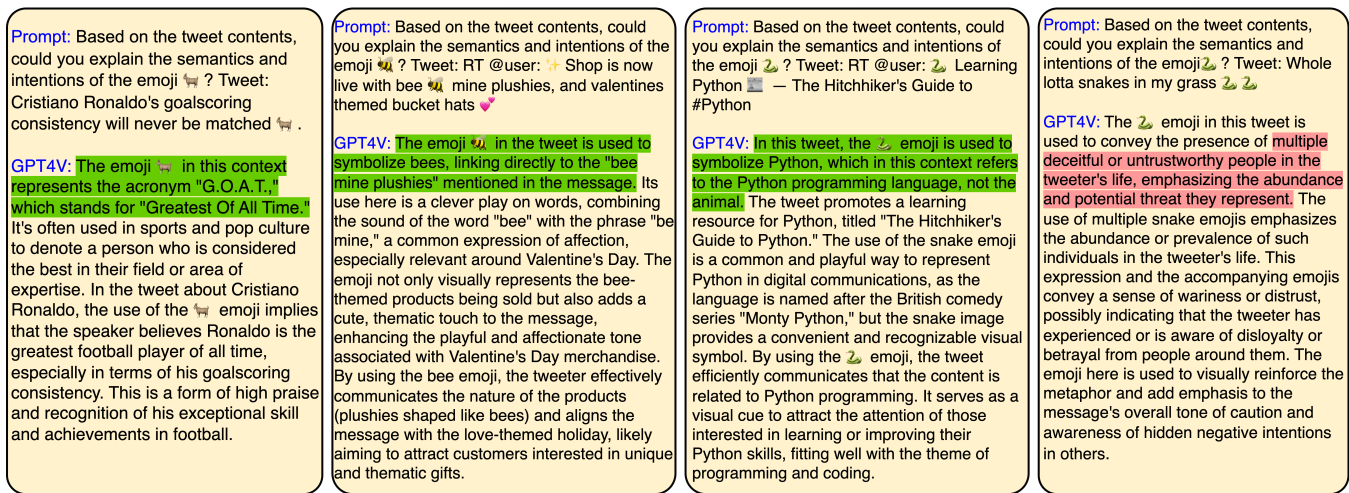 Prompt: Based on the tweet contents,
could you explain the semantics and
intentions of the emoji 🐐 ? Tweet:
Cristiano Ronaldo's goalscoring
consistency will never be matched 🐐 .
GPT4V: The emoji 🐐 in this context
represents the acronym "G.O.A.T.,"
which stands for "Greatest Of All Time."
It's often used in sports and pop culture
to denote a person who is considered
the best in their field or area of
expertise. In the tweet about Cristiano
Ronaldo, the use of the 🐐 emoji implies
that the speaker believes Ronaldo is the
greatest football player of all time,
especially in terms of his goalscoring
consistency. This is a form of high praise
and recognition of his exceptional skill
and achievements in football.
Prompt: Based on the tweet contents, could
you explain the semantics and intentions of the
emoji 🐝 ? Tweet: RT @user: ✨ Shop is now
live with bee 🐝 mine plushies, and valentines
themed bucket hats 💕
GPT4V: The emoji 🐝 in the tweet is used to
symbolize bees, linking directly to the "bee
mine plushies" mentioned in the message. Its
use here is a clever play on words, combining
the sound of the word "bee" with the phrase "be
mine," a common expression of affection,
especially relevant around Valentine's Day. The
emoji not only visually represents the bee-
themed products being sold but also adds a
cute, thematic touch to the message,
enhancing the playful and affectionate tone
associated with Valentine's Day merchandise.
By using the bee emoji, the tweeter effectively
communicates the nature of the products
(plushies shaped like bees) and aligns the
message with the love-themed holiday, likely
aiming to attract customers interested in unique
and thematic gifts.
Prompt: Based on the tweet contents, could
you explain the semantics and intentions of
the emoji 🐍 ? Tweet: RT @user: 🐍 Learning
Python 📰 — The Hitchhiker's Guide to
#Python
GPT4V: In this tweet, the 🐍 emoji is used to
symbolize Python, which in this context refers
to the Python programming language, not the
animal. The tweet promotes a learning
resource for Python, titled "The Hitchhiker's
Guide to Python." The use of the snake emoji
is a common and playful way to represent
Python in digital communications, as the
language is named after the British comedy
series "Monty Python," but the snake image
provides a convenient and recognizable visual
symbol. By using the 🐍 emoji, the tweet
efficiently communicates that the content is
related to Python programming. It serves as a
visual cue to attract the attention of those
interested in learning or improving their
Python skills, fitting well with the theme of
programming and coding.
Prompt: Based on the tweet contents,
could you explain the semantics and
intentions of the emoji🐍 ? Tweet: Whole
lotta snakes in my grass 🐍 🐍
GPT4V: The 🐍 emoji in this tweet is
used to convey the presence of multiple
deceitful or untrustworthy people in the
tweeter's life, emphasizing the abundance
and potential threat they represent. The
use of multiple snake emojis emphasizes
the abundance or prevalence of such
individuals in the tweeter's life. This
expression and the accompanying emojis
convey a sense of wariness or distrust,
possibly indicating that the tweeter has
experienced or is aware of disloyalty or
betrayal from people around them. The
emoji here is used to visually reinforce the
metaphor and add emphasis to the
message's overall tone of caution and
awareness of hidden negative intentions
in others.